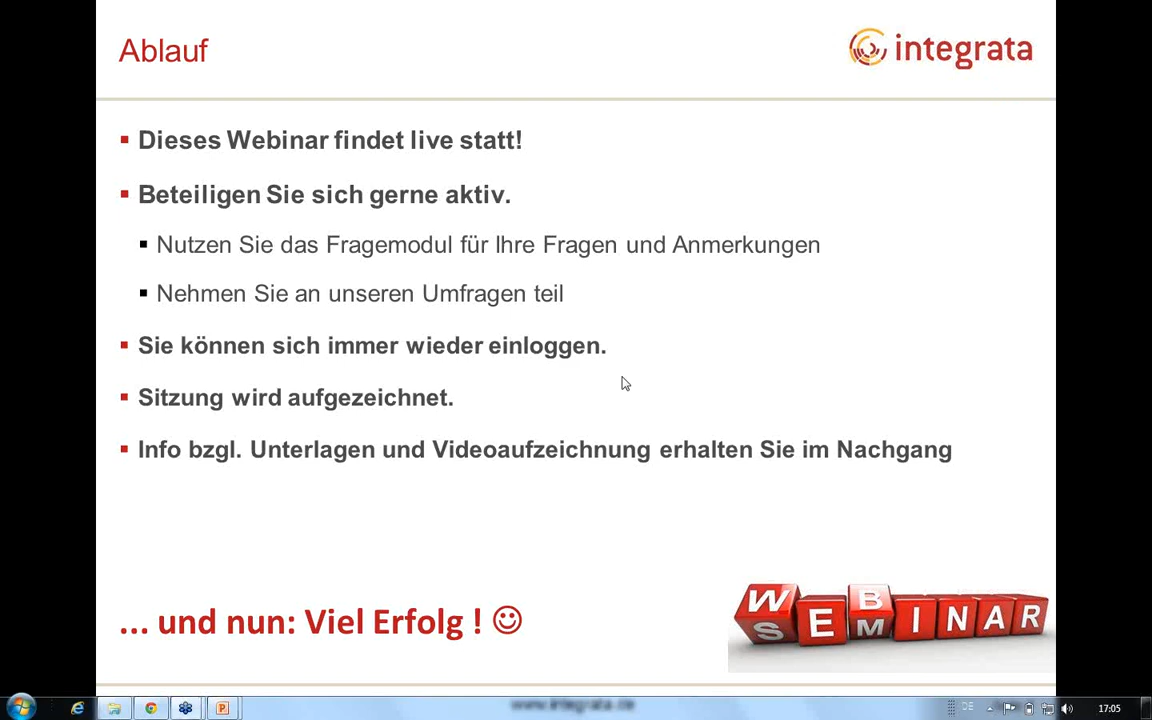 Ablauf
integrata
Dieses Webinar findet live statt!
Beteiligen Sie sich gerne aktiv.
Nutzen Sie das Fragemodul für Ihre Fragen und Anmerkungen
Nehmen Sie an unseren Umfragen teil
Sie können sich immer wieder einloggen.
Sitzung wird aufgezeichnet.
Info bzgl. Unterlagen und Videoaufzeichnung erhalten Sie im Nachgang
... und nun: Viel Erfolg ! ☺
W E B I N A R
S M
www.integrata.de
DE
17:05